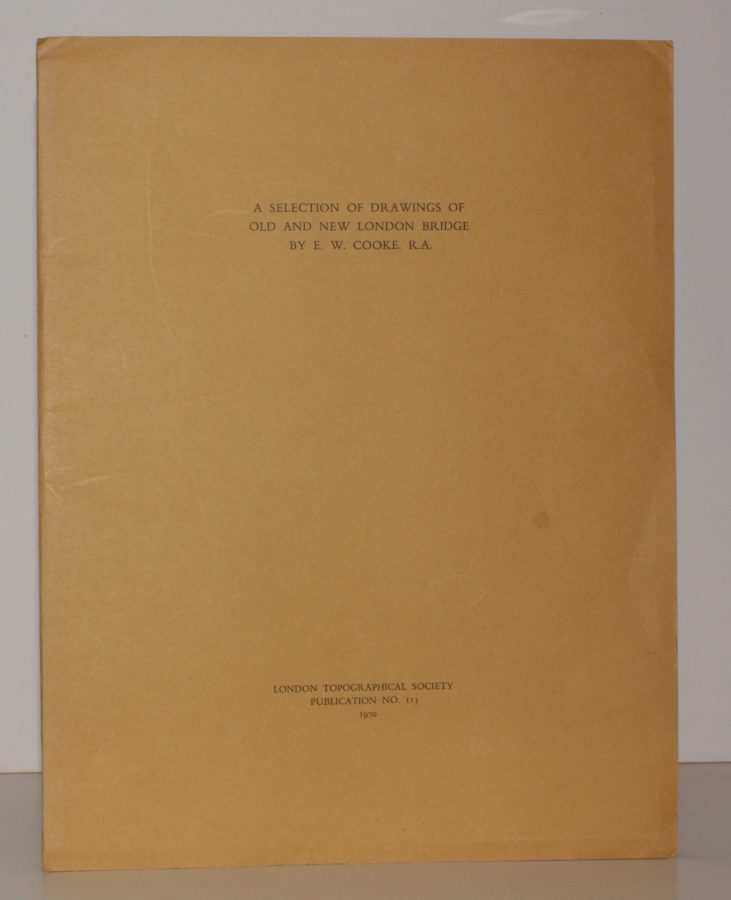 A SELECTION OF DRAWINGS OF
OLD AND NEW LONDON BRIDGE
BY E. W. COOKE. R.A.
LONDON TOPOGRAPHICAL SOCIETY
PUBLICATION NO. 113
1970